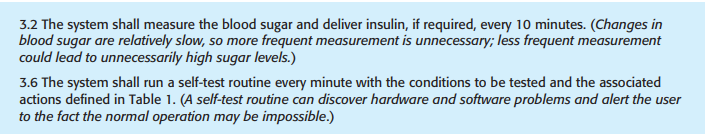 3.2 The system shall measure the blood sugar and deliver insulin, if required, every 10 minutes. (Changes in
blood sugar are relatively slow, so more frequent measurement is unnecessary; less frequent measurement
could lead to unnecessarily high sugar levels.)
3.6 The system shall run a self-test routine every minute with the conditions to be tested and the associated
actions defined in Table 1. (A self-test routine can discover hardware and software problems and alert the user
to the fact the normal operation may be impossible.)